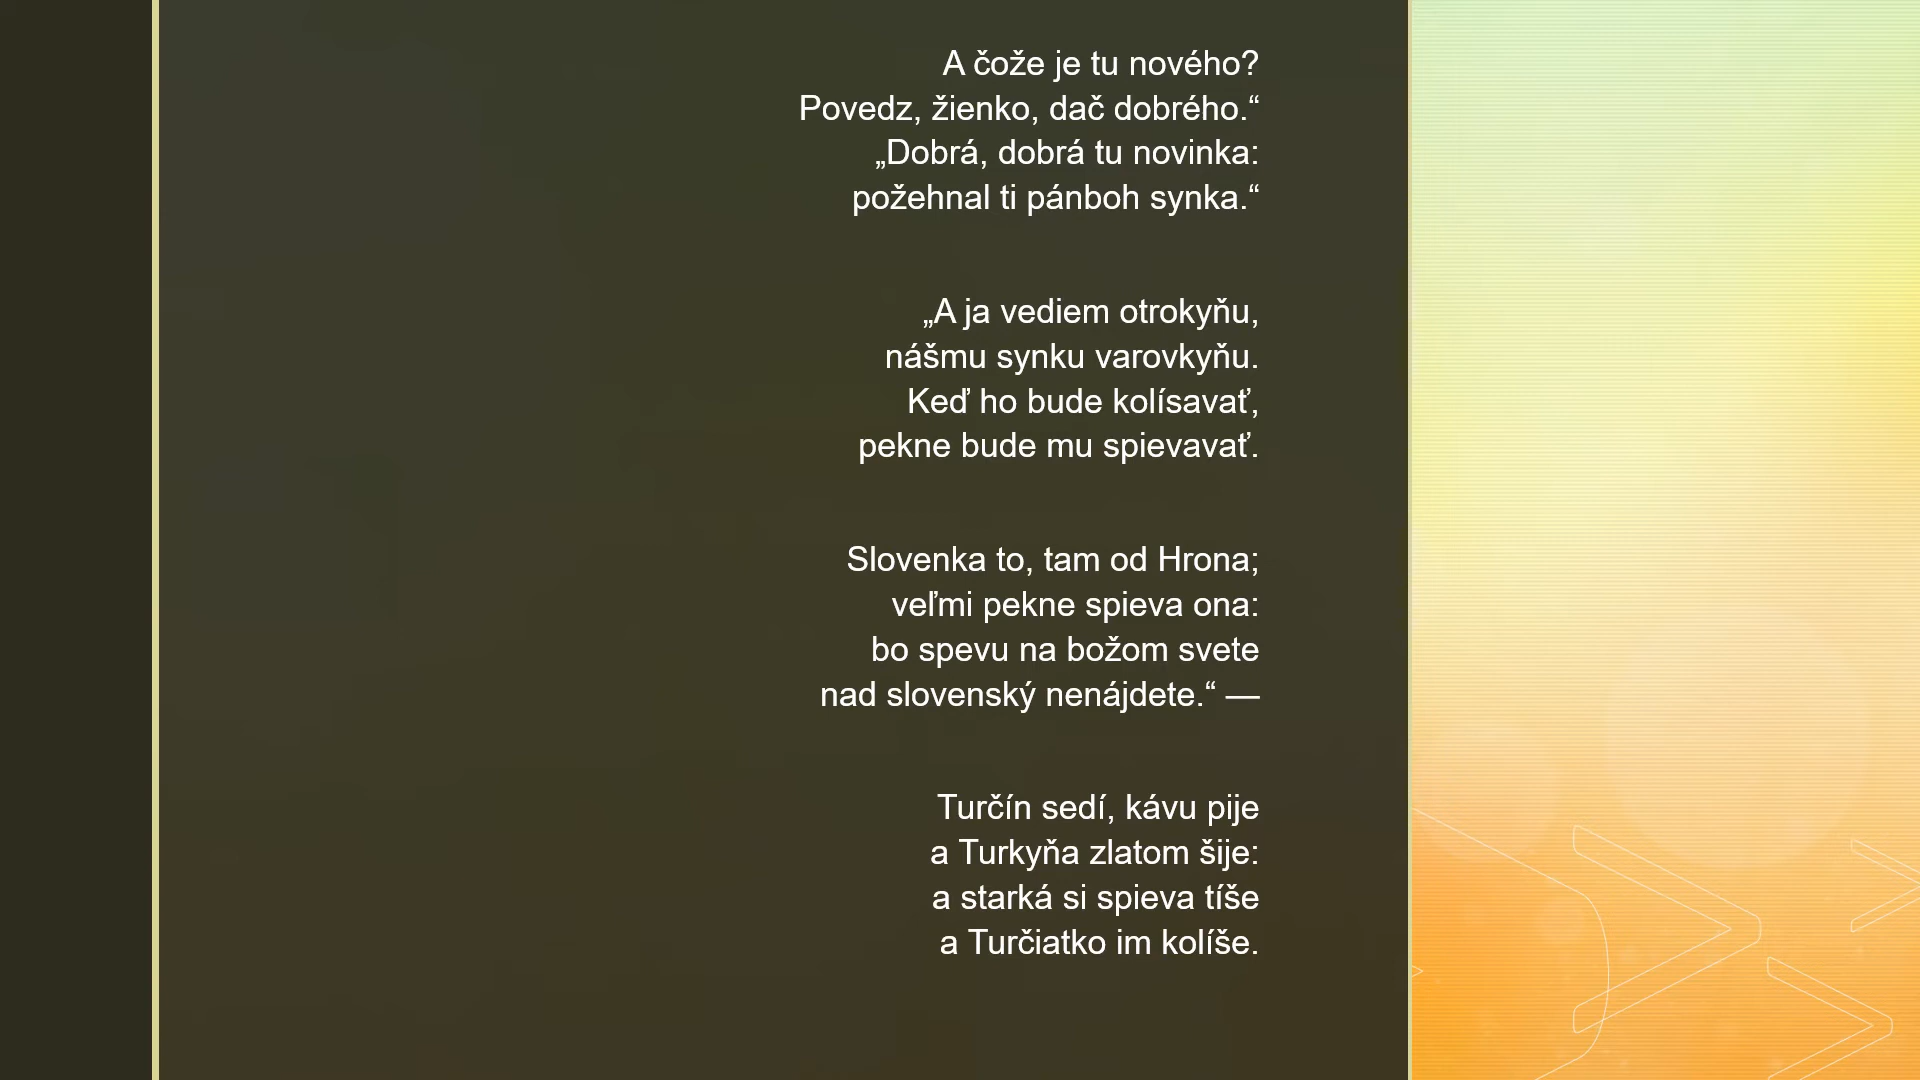 A čože je tu nového?
Povedz, žienko, dač dobrého.“
„Dobrá, dobrá tu novinka:
požehnal ti pánboh synka.“
„A ja vediem otrokyňu,
nášmu synku varovkyňu.
Keď ho bude kolísavať,
pekne bude mu spievavať.
Slovenka to, tam od Hrona;
veľmi pekne spieva ona:
bo spevu na božom svete
nad slovenský nenájdete.“ —
Turčín sedí, kávu pije
a Turkyňa zlatom šije:
a starká si spieva tíše
a Turčiatko im kolíše.